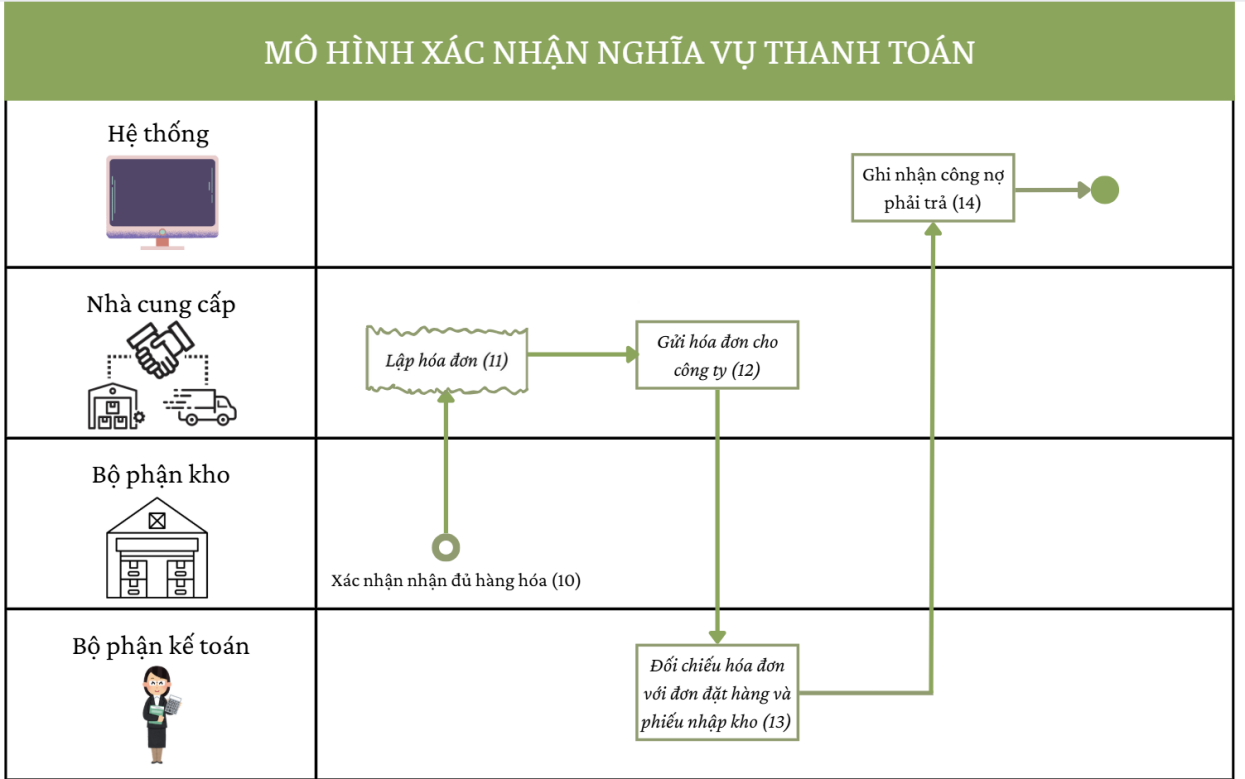 MÔ HÌNH XÁC NHẬN NGHĨA VỤ THANH TOÁN
Hệ thống
Ghi nhận công nợ
phải trả (14)
Nhà cung cấp
Lập hóa đơn (11)
Gửi hóa đơn cho
công ty (12)
Bộ phận kho
Xác nhận nhận đủ hàng hóa (10)
Bộ phận kế toán
Đối chiếu hóa đơn
với đơn đặt hàng và
phiếu nhập kho (13)